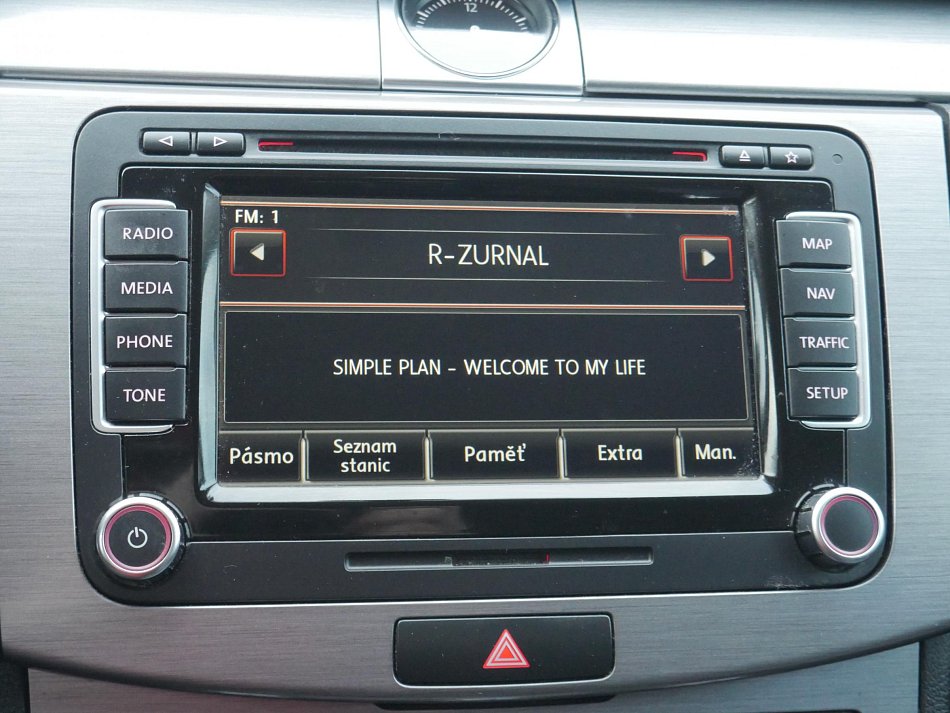 12
FM: 1
R-ZURNAL
SIMPLE PLAN - WELCOME TO MY LIFE
Pásmo
Seznam
stanic
Paměť
Extra
Man.
RADIO
MEDIA
PHONE
TONE
MAP
NAV
TRAFFIC
SETUP